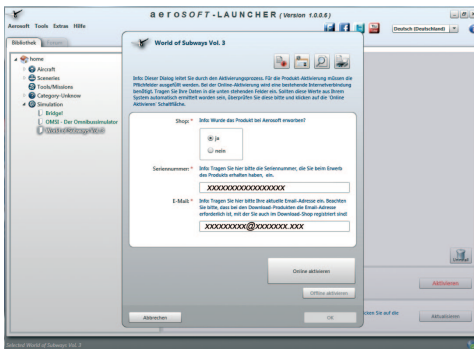 aerosoft-LAUNCHER (Version 1.0.0.6)
Aerosoft Tools Extras Hilfe
Deutsch (Deutschland)
Bibliothek
home
Aircraft
Sceneries
Tools/Missions
Category-Unknow
Simulation
Bridge!
OMSI - Der Omnibussimulator
World of Subways Vol. 3
World of Subways Vol. 3
Info: Dieser Dialog leitet Sie durch den Aktivierungsprozess. Für die Produkt Aktivierung müssen die
Pflichtfelder ausgefüllt werden. Bei der Online-Aktivierung wird eine bestehende Internetverbindung
benötigt. Tragen Sie Ihre Daten in die unten stehenden Felder ein. Sollten diese Werte aus Ihrem
System automatisch ermittelt worden sein, überprüfen Sie diese bitte und klicken auf die 'Online
Aktivieren' Schaltfläche.
Shop: * Info: Wurde das Produkt bei Aerosoft erworben?
ja
nein
Seriennummer: * Info: Tragen Sie hier bitte die Seriennummer, die Sie beim Erwerb
des Produkts erhalten haben, ein.
XXXXXXXXXXXXXXXXX
E-Mail: * Info: Tragen Sie hier bitte Ihre aktuelle Email-Adresse ein. Beachten
Sie bitte, dass bei den Download-Produkten die Email-Adresse
erforderlich ist, mit der Sie auch im Download-Shop registriert sind!
XXXXXXXXX@XXXXXXX.XXX
Online aktivieren
Offline aktivieren
Abbrechen
OK
Aktivieren
icken Sie auf die
Aktualisieren
Selected World of Subways Vol. 3